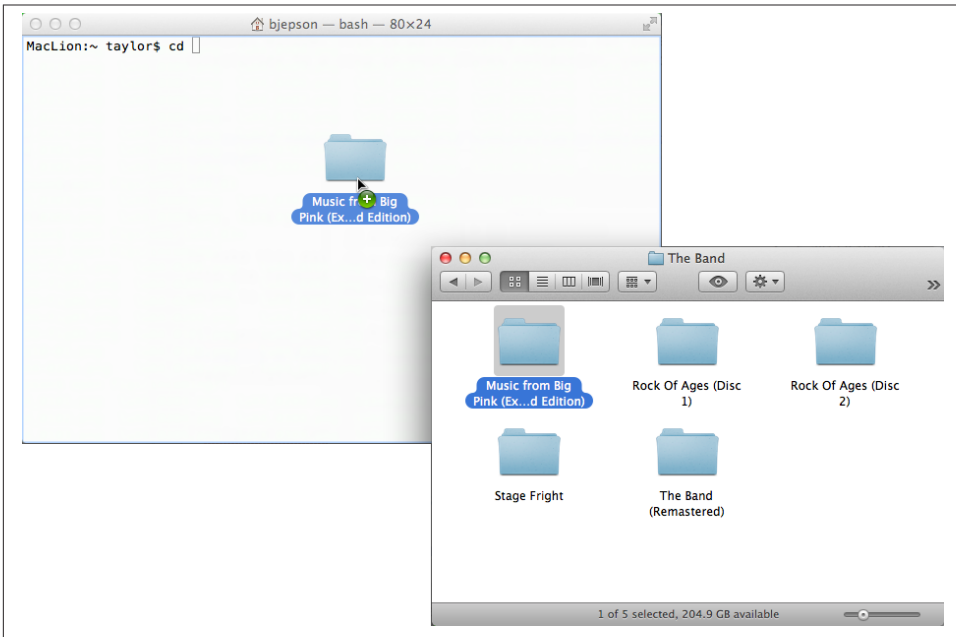 bjepson — bash — 80×24
MacLion:~ taylor$ cd
Music from Big
Pink (Ex...d Edition)
The Band
Music from Big
Pink (Ex...d Edition)
Rock Of Ages (Disc
1)
Rock Of Ages (Disc
2)
Stage Fright
The Band
(Remastered)
1 of 5 selected, 204.9 GB available